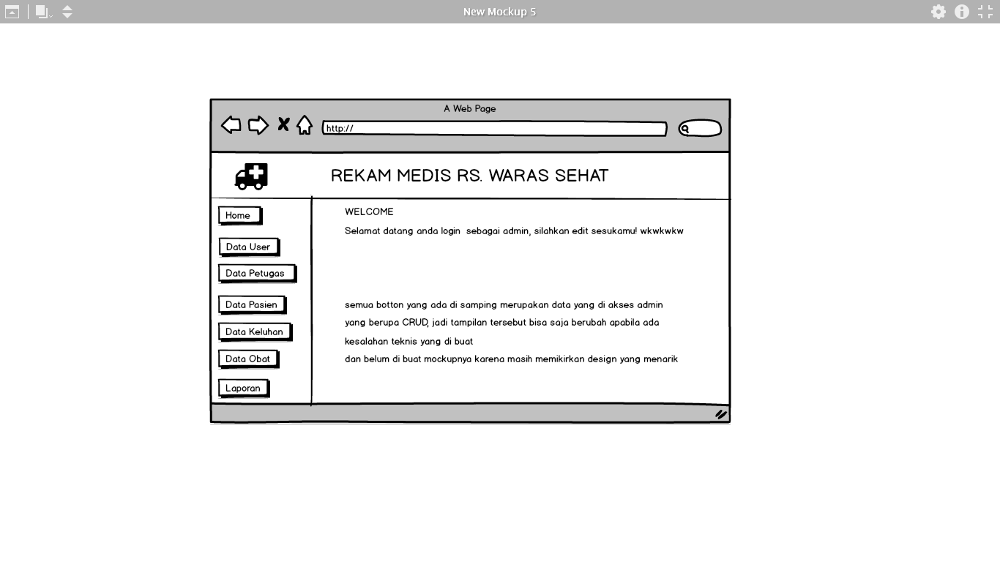 New Mockup 5
A Web Page
http://
REKAM MEDIS RS. WARAS SEHAT
Home
Data User
Data Petugas
Data Pasien
Data Keluhan
Data Obat
Laporan
WELCOME
Selamat datang anda login  sebagai admin, silahkan edit sesukamu! wkwkwkw
semua botton yang ada di samping merupakan data yang di akses admin
yang berupa CRUD, jadi tampilan tersebut bisa saja berubah apabila ada
kesalahan teknis yang di buat
dan belum di buat mockupnya karena masih memikirkan design yang menarik